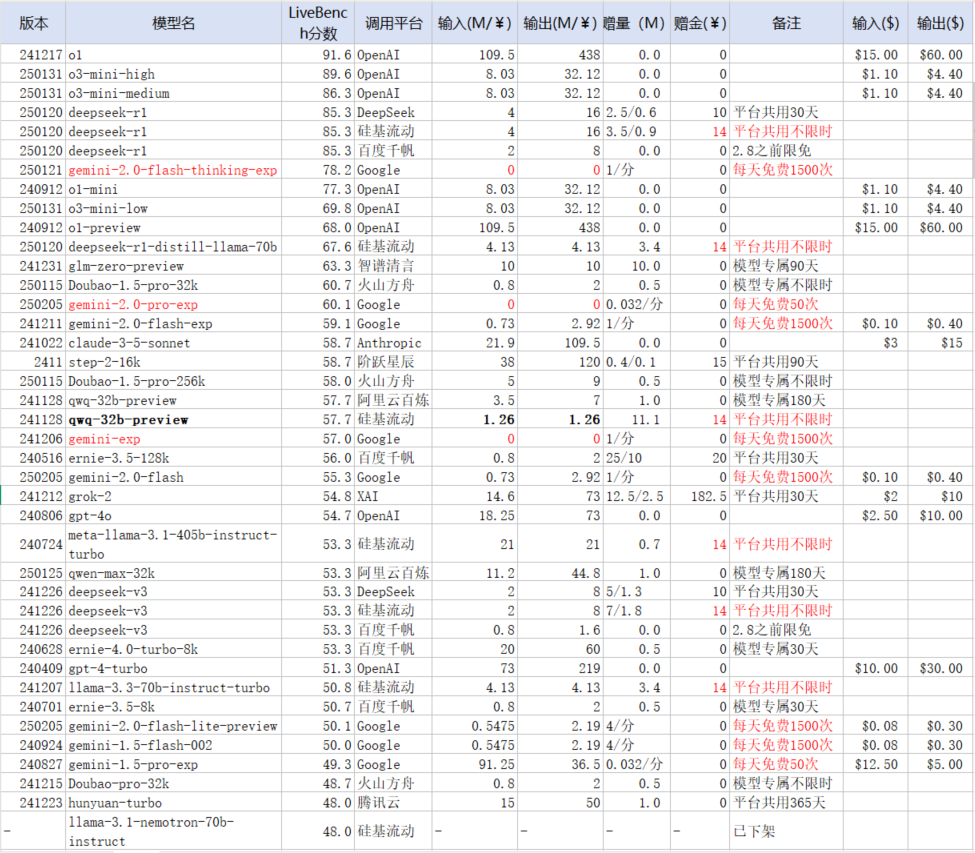 版本 模型名 LiveBench分数 调用平台 输入(M/¥) 输出(M/¥) 赠量（M） 赠金(¥) 备注 输入($) 输出($)
241217 o1 91.6 OpenAI 109.5 438 0.0 0 $15.00 $60.00
250131 o3-mini-high 89.6 OpenAI 8.03 32.12 0.0 0 $1.10 $4.40
250131 o3-mini-medium 86.3 OpenAI 8.03 32.12 0.0 0 $1.10 $4.40
250120 deepseek-r1 85.3 DeepSeek 4 16 2.5/0.6 10 平台共用30天
250120 deepseek-r1 85.3 硅基流动 4 16 3.5/0.9 14 平台共用不限时
250120 deepseek-r1 85.3 百度千帆 2 8 0.0 0 2.8之前限免
250121 gemini-2.0-flash-thinking-exp 78.2 Google 0 0 1/分 0 每天免费1500次
240912 o1-mini 77.3 OpenAI 8.03 32.12 0.0 0 $1.10 $4.40
250131 o3-mini-low 69.8 OpenAI 8.03 32.12 0.0 0 $1.10 $4.40
240912 o1-preview 68.0 OpenAI 109.5 438 0.0 0 $15.00 $60.00
250120 deepseek-r1-distill-llama-70b 67.6 硅基流动 4.13 4.13 3.4 14 平台共用不限时
241231 glm-zero-preview 63.3 智谱清言 10 10 10.0 0 模型专属90天
250115 Doubao-1.5-pro-32k 60.7 火山方舟 0.8 2 0.5 0 模型专属不限时
250205 gemini-2.0-pro-exp 60.1 Google 0 0 0.032/分 0 每天免费50次
241211 gemini-2.0-flash-exp 59.1 Google 0.73 2.92 1/分 0 每天免费1500次 $0.10 $0.40
241022 claude-3-5-sonnet 58.7 Anthropic 21.9 109.5 0.0 0 $3 $15
2411 step-2-16k 58.7 阶跃星辰 38 120 0.4/0.1 15 平台共用90天
250115 Doubao-1.5-pro-256k 58.0 火山方舟 5 9 0.5 0 模型专属不限时
241128 qwq-32b-preview 57.7 阿里云百炼 3.5 7 1.0 0 模型专属180天
241128 qwq-32b-preview 57.7 硅基流动 1.26 1.26 11.1 14 平台共用不限时
241206 gemini-exp 57.0 Google 0 0 1/分 0 每天免费1500次
240516 ernie-3.5-128k 56.0 百度千帆 0.8 2 25/10 20 平台共用30天
250205 gemini-2.0-flash 55.3 Google 0.73 2.92 1/分 0 每天免费1500次 $0.10 $0.40
241212 grok-2 54.8 XAI 14.6 73 12.5/2.5 182.5 平台共用30天 $2 $10
240806 gpt-4o 54.7 OpenAI 18.25 73 0.0 0 $2.50 $10.00
240724 meta-llama-3.1-405b-instruct-turbo 53.3 硅基流动 21 21 0.7 14 平台共用不限时
250125 qwen-max-32k 53.3 阿里云百炼 11.2 44.8 1.0 0 模型专属180天
241226 deepseek-v3 53.3 DeepSeek 2 8 5/1.3 10 平台共用30天
241226 deepseek-v3 53.3 硅基流动 2 8 7/1.8 14 平台共用不限时
241226 deepseek-v3 53.3 百度千帆 0.8 1.6 0.0 0 2.8之前限免
240628 ernie-4.0-turbo-8k 53.3 百度千帆 20 60 0.5 0 模型专属30天
240409 gpt-4-turbo 51.3 OpenAI 73 219 0.0 0 $10.00 $30.00
241207 llama-3.3-70b-instruct-turbo 50.8 硅基流动 4.13 4.13 3.4 14 平台共用不限时
240701 ernie-3.5-8k 50.7 百度千帆 0.8 2 0.5 0 模型专属30天
250205 gemini-2.0-flash-lite-preview 50.1 Google 0.5475 2.19 4/分 0 每天免费1500次 $0.08 $0.30
240924 gemini-1.5-flash-002 50.0 Google 0.5475 2.19 4/分 0 每天免费1500次 $0.08 $0.30
240827 gemini-1.5-pro-exp 49.3 Google 91.25 36.5 0.032/分 0 每天免费50次 $12.50 $5.00
241215 Doubao-pro-32k 48.7 火山方舟 0.8 2 0.5 0 模型专属不限时
241223 hunyuan-turbo 48.0 腾讯云 15 50 1.0 0 平台共用365天
- llama-3.1-nemotron-70b-instruct 48.0 硅基流动 - - - - 已下架